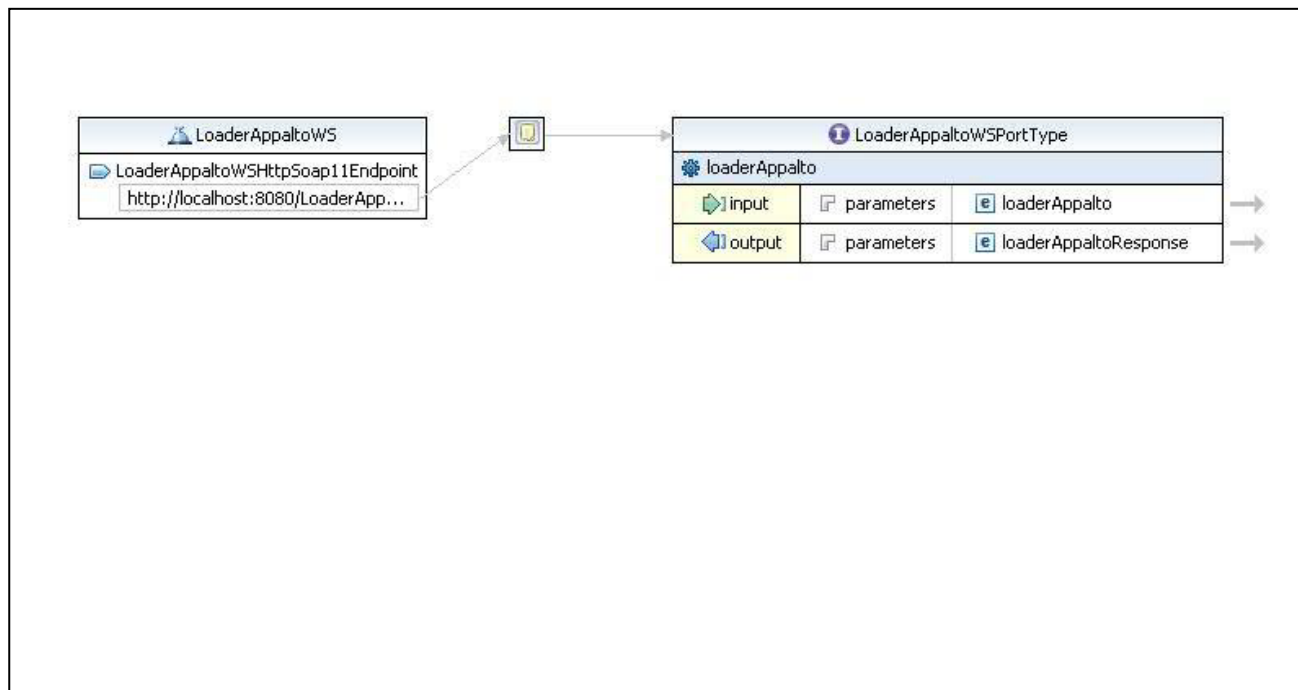 LoaderAppaltoWS
LoaderAppaltoWSHttpSoap11Endpoint
http://localhost:8080/LoaderApp...
LoaderAppaltoWSPortType
loaderAppalto
input parameters e loaderAppalto
output parameters e loaderAppaltoResponse